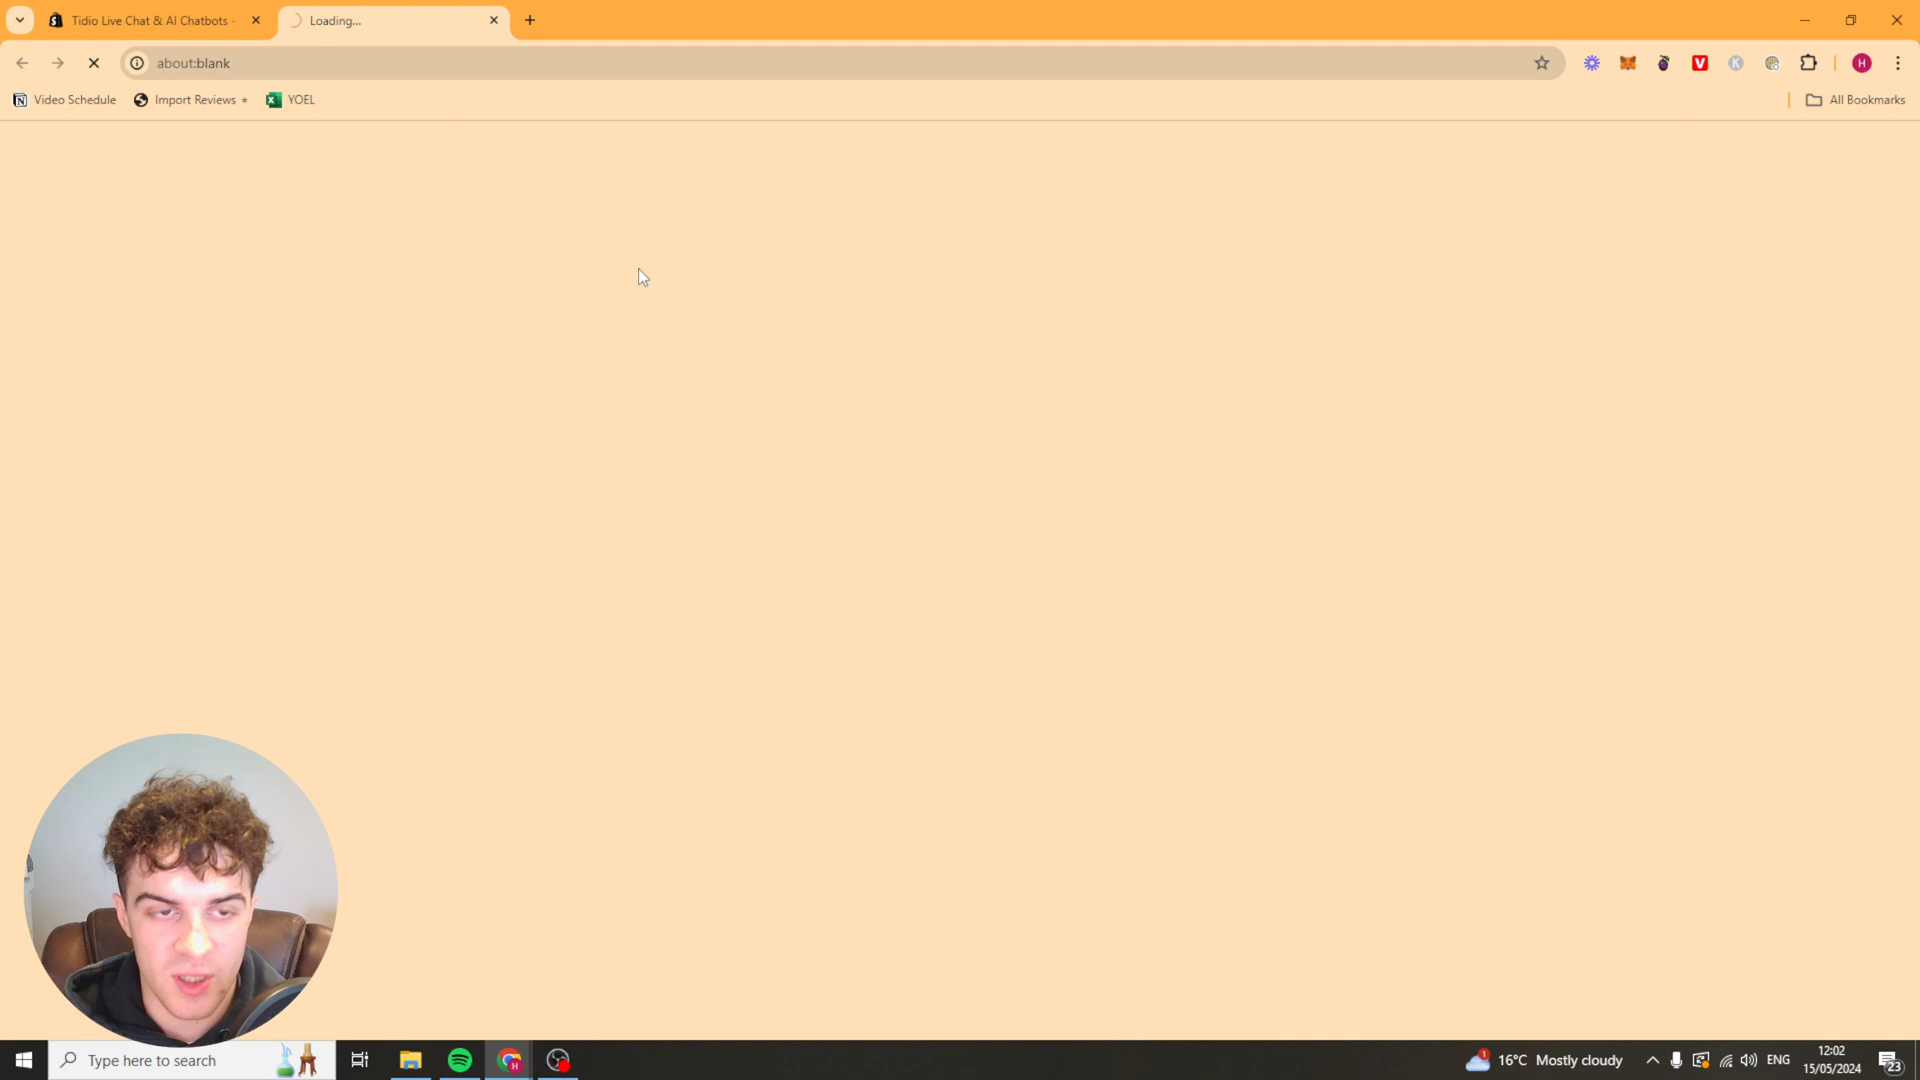 Tidio Live Chat & AI Chatbots -
Loading...
about:blank
Video Schedule
Import Reviews ⭐
YOEL
All Bookmarks
H
V
K
Type here to search
16°C Mostly cloudy
ENG
12:02
15/05/2024
23